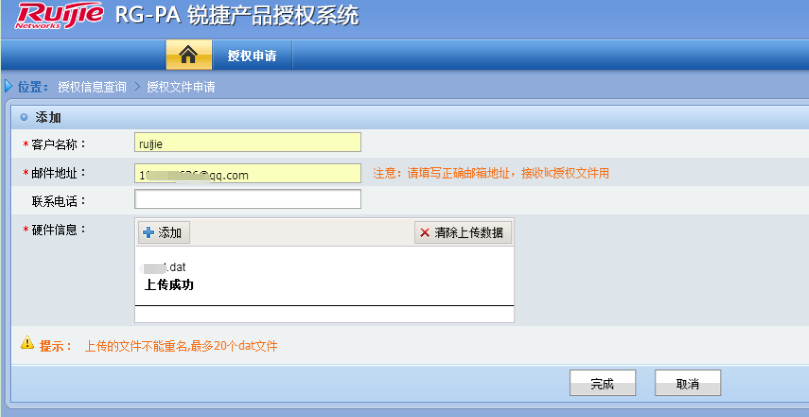 Ruijie Networks RG-PA 锐捷产品授权系统
授权申请
位置： 授权信息查询 > 授权文件申请
添加
*客户名称： ruijie
*邮件地址： @qq.com 注意：请填写正确邮箱地址，接收lic授权文件用
联系电话：
*硬件信息： 添加 清除上传数据
.dat
上传成功
提示： 上传的文件不能重名,最多20个dat文件
完成 取消